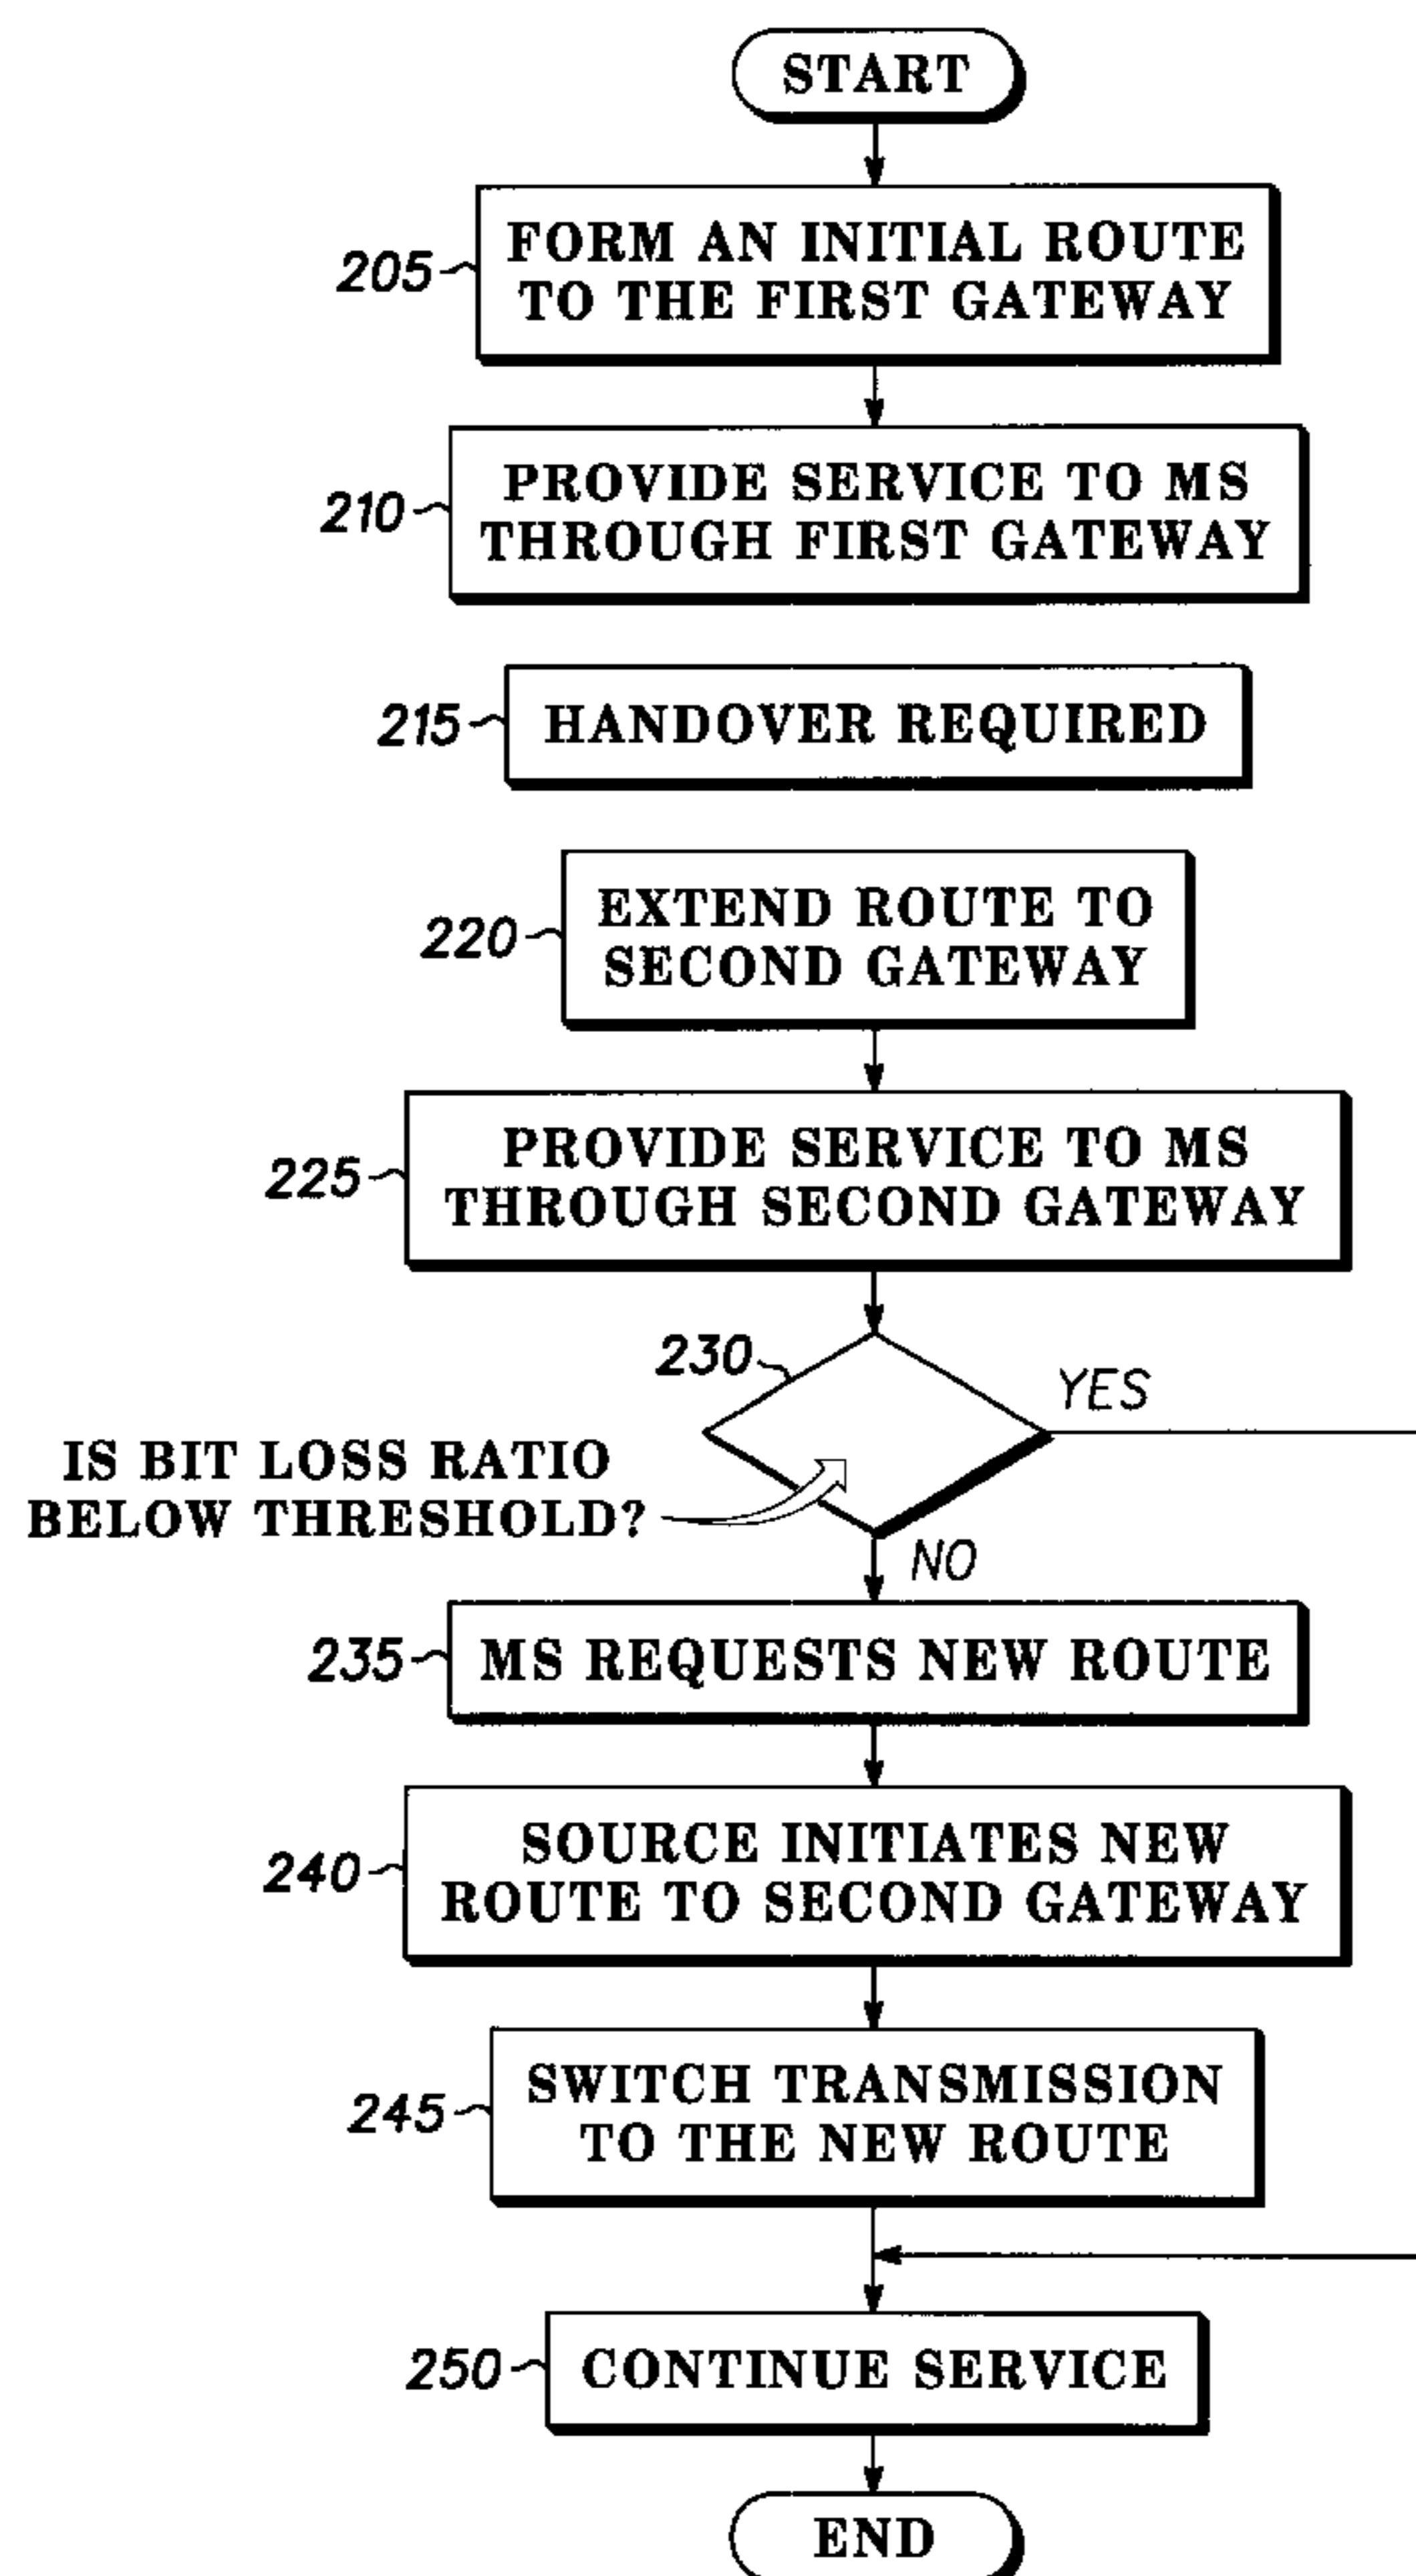 START
205
FORM AN INITIAL ROUTE
TO THE FIRST GATEWAY
210
PROVIDE SERVICE TO MS
THROUGH FIRST GATEWAY
215
HANDOVER REQUIRED
220
EXTEND ROUTE TO
SECOND GATEWAY
225
PROVIDE SERVICE TO MS
THROUGH SECOND GATEWAY
230
YES
IS BIT LOSS RATIO
BELOW THRESHOLD?
NO
235
MS REQUESTS NEW ROUTE
240
SOURCE INITIATES NEW
ROUTE TO SECOND GATEWAY
245
SWITCH TRANSMISSION
TO THE NEW ROUTE
250
CONTINUE SERVICE
END